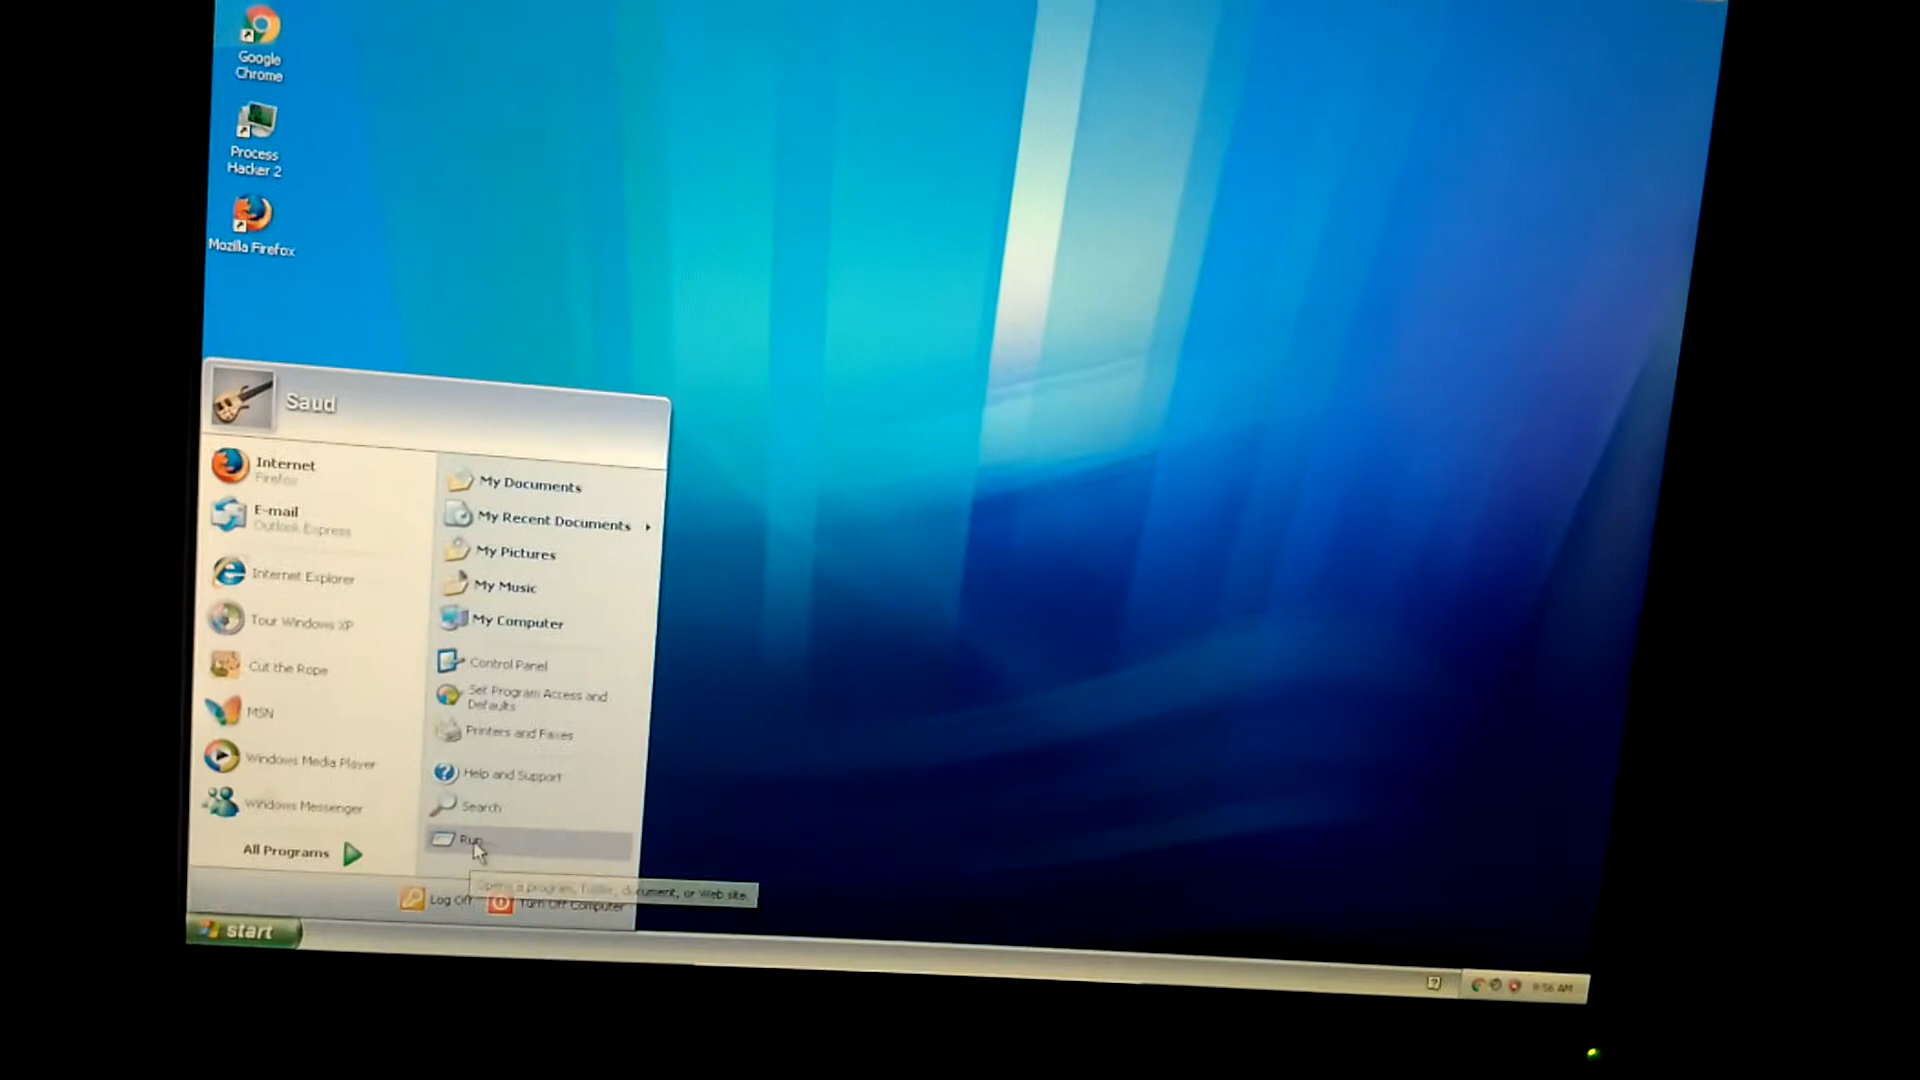 Google
Chrome
Process
Hacker 2
Mozilla Firefox
Saud
Internet
Firefox
E-mail
Outlook Express
Internet Explorer
Tour Windows XP
Cut the Rope
MSN
Windows Media Player
Windows Messenger
All Programs
My Documents
My Recent Documents
My Pictures
My Music
My Computer
Control Panel
Set Program Access and
Defaults
Printers and Faxes
Help and Support
Search
Run...
Opens a program, folder, document, or Web site.
Log Off
Turn Off Computer
start
9:56 AM